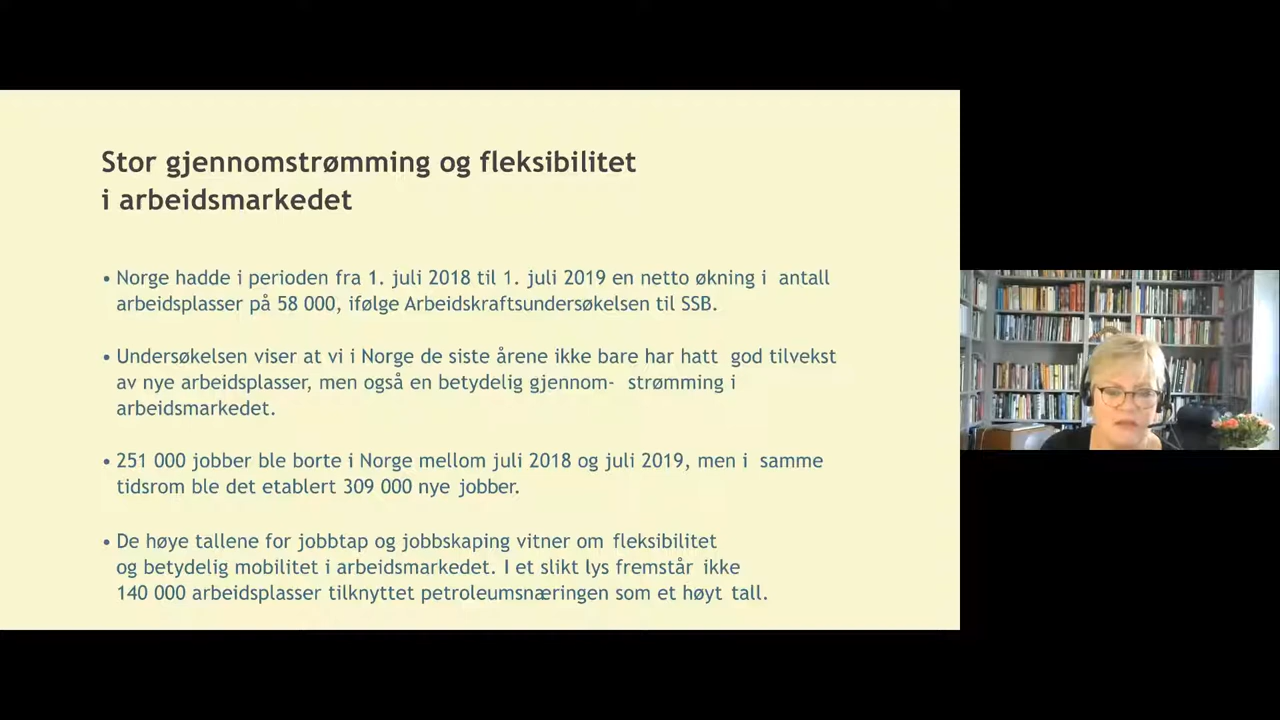 Stor gjennomstrømming og fleksibilitet
i arbeidsmarkedet
• Norge hadde i perioden fra 1. juli 2018 til 1. juli 2019 en netto økning i antall
arbeidsplasser på 58 000, ifølge Arbeidskraftsundersøkelsen til SSB.
• Undersøkelsen viser at vi i Norge de siste årene ikke bare har hatt god tilvekst
av nye arbeidsplasser, men også en betydelig gjennom- strømming i
arbeidsmarkedet.
• 251 000 jobber ble borte i Norge mellom juli 2018 og juli 2019, men i samme
tidsrom ble det etablert 309 000 nye jobber.
• De høye tallene for jobbtap og jobbskaping vitner om fleksibilitet
og betydelig mobilitet i arbeidsmarkedet. I et slikt lys fremstår ikke
140 000 arbeidsplasser tilknyttet petroleumsnæringen som et høyt tall.